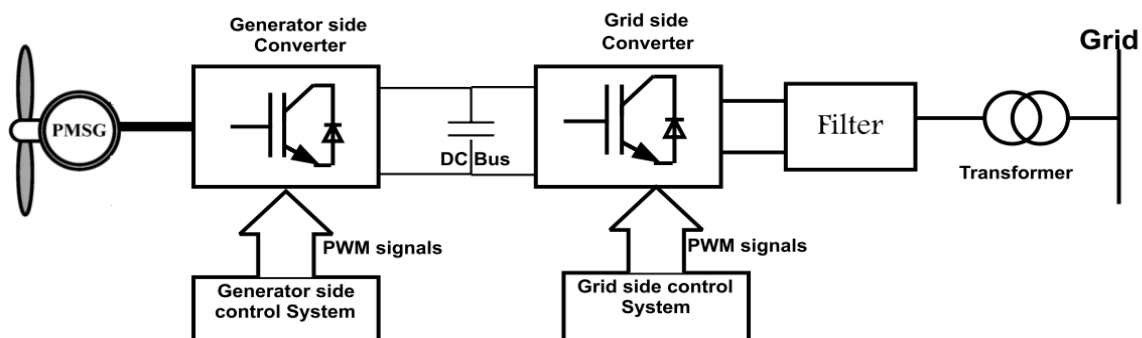 Generator side
Converter
Grid side
Converter
Grid
PMSG
DC Bus
Filter
Transformer
PWM signals
PWM signals
Generator side
control System
Grid side control
System